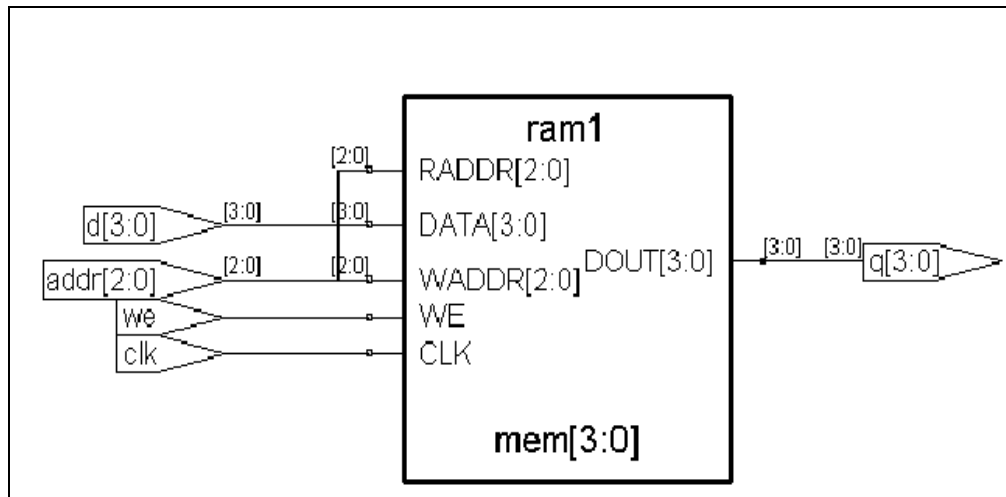 ram1
[2:0]
RADDR[2:0]
d[3:0] [3:0] [3:0] DATA[3:0]
DOUT[3:0] [3:0] [3:0] q[3:0]
addr[2:0] [2:0] [2:0] WADDR[2:0]
we WE
clk CLK
mem[3:0]